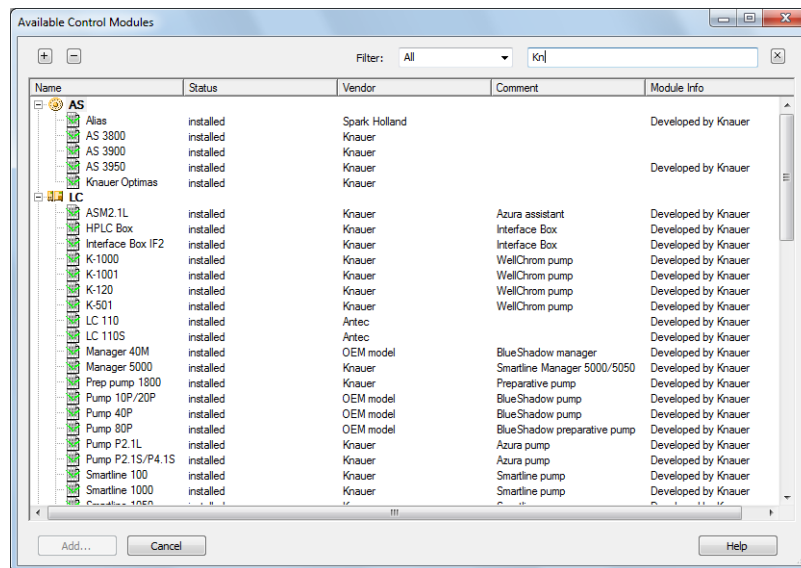 Available Control Modules
Filter: All Kn
Name Status Vendor Comment Module Info
AS
Alias installed Spark Holland Developed by Knauer
AS 3800 installed Knauer
AS 3900 installed Knauer
AS 3950 installed Knauer Developed by Knauer
Knauer Optimas installed Knauer
LC
ASM2.1L installed Knauer Azura assistant Developed by Knauer
HPLC Box installed Knauer Interface Box Developed by Knauer
Interface Box IF2 installed Knauer Interface Box Developed by Knauer
K-1000 installed Knauer WellChrom pump Developed by Knauer
K-1001 installed Knauer WellChrom pump Developed by Knauer
K-120 installed Knauer WellChrom pump Developed by Knauer
K-501 installed Knauer WellChrom pump Developed by Knauer
LC 110 installed Antec Developed by Knauer
LC 110S installed Antec Developed by Knauer
Manager 40M installed OEM model BlueShadow manager Developed by Knauer
Manager 5000 installed Knauer Smartline Manager 5000/5050 Developed by Knauer
Prep pump 1800 installed Knauer Preparative pump Developed by Knauer
Pump 10P/20P installed OEM model BlueShadow pump Developed by Knauer
Pump 40P installed OEM model BlueShadow pump Developed by Knauer
Pump 80P installed OEM model BlueShadow preparative pump Developed by Knauer
Pump P2.1L installed Knauer Azura pump Developed by Knauer
Pump P2.1S/P4.1S installed Knauer Azura pump Developed by Knauer
Smartline 100 installed Knauer Smartline pump Developed by Knauer
Smartline 1000 installed Knauer Smartline pump Developed by Knauer
Add... Cancel Help